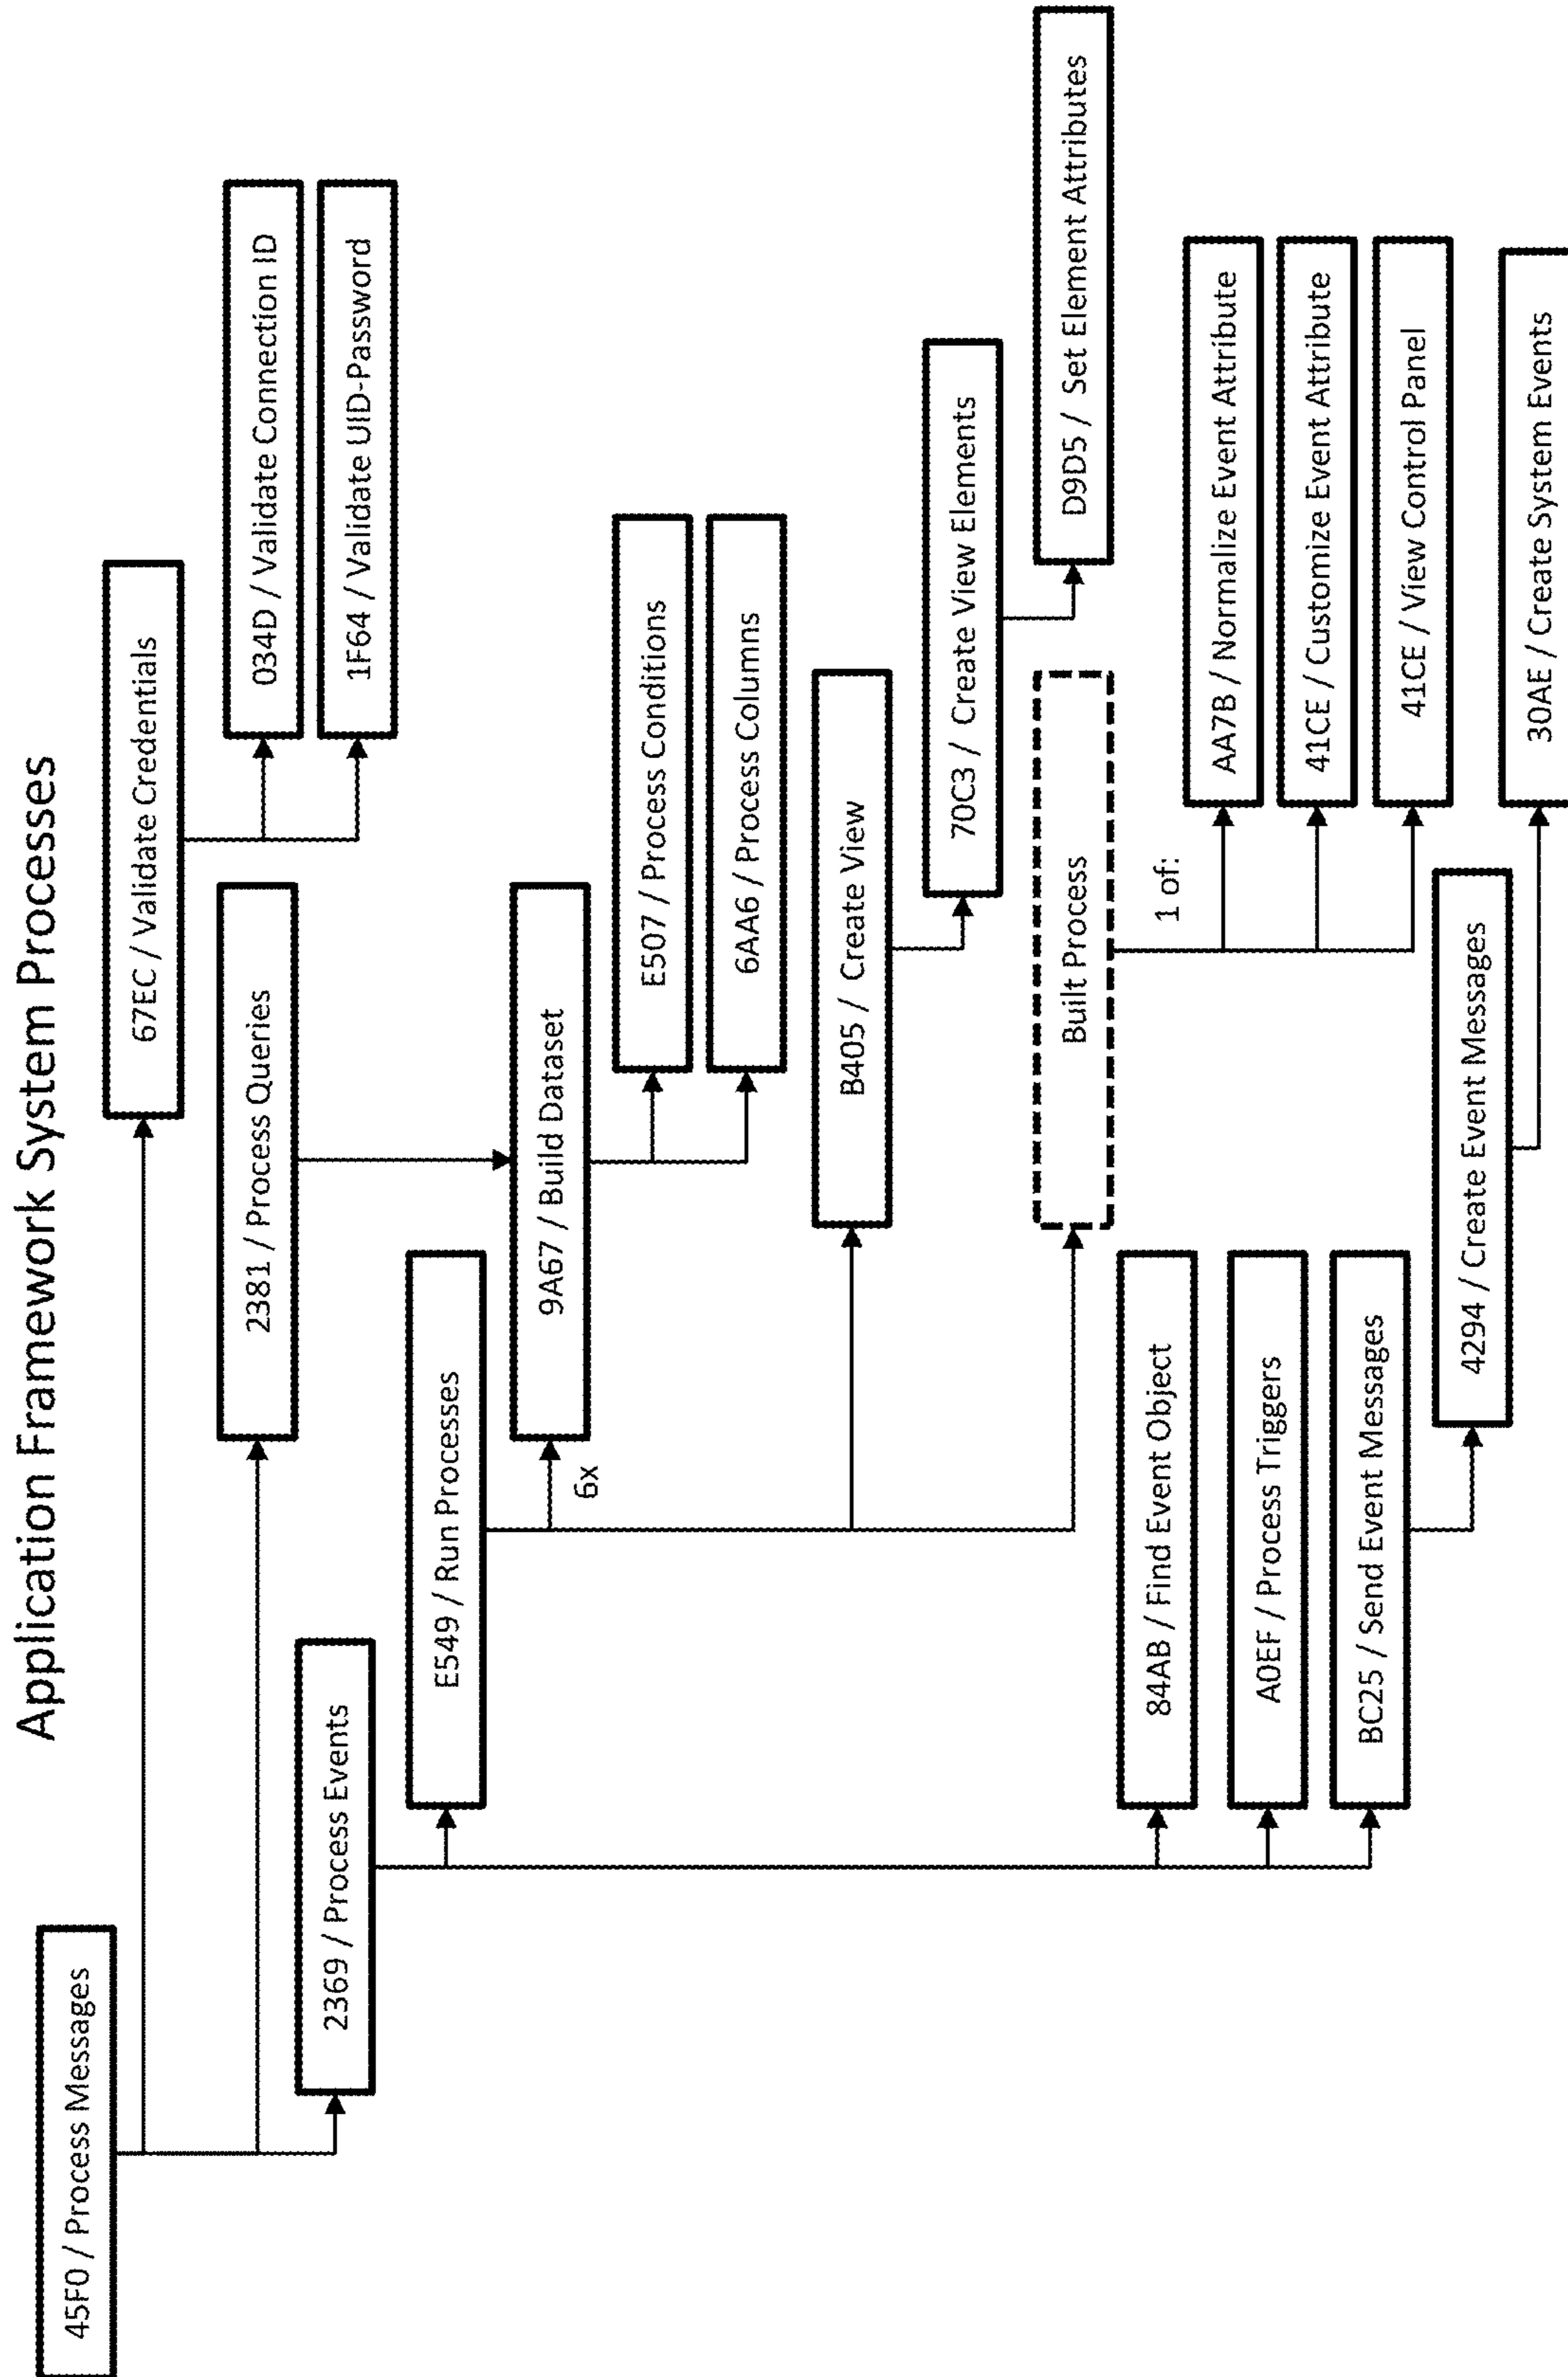 Application Framework System Processes
45F0 / Process Messages
67EC / Validate Credentials
034D / Validate Connection ID
1F64 / Validate UID-Password
2381 / Process Queries
2369 / Process Events
E549 / Run Processes
9A67 / Build Dataset
6x
E507 / Process Conditions
6AA6 / Process Columns
B405 / Create View
70C3 / Create View Elements
D9D5 / Set Element Attributes
Built Process
1 of:
AA7B / Normalize Event Attribute
41CE / Customize Event Attribute
41CE / View Control Panel
84AB / Find Event Object
A0EF / Process Triggers
BC25 / Send Event Messages
4294 / Create Event Messages
30AE / Create System Events